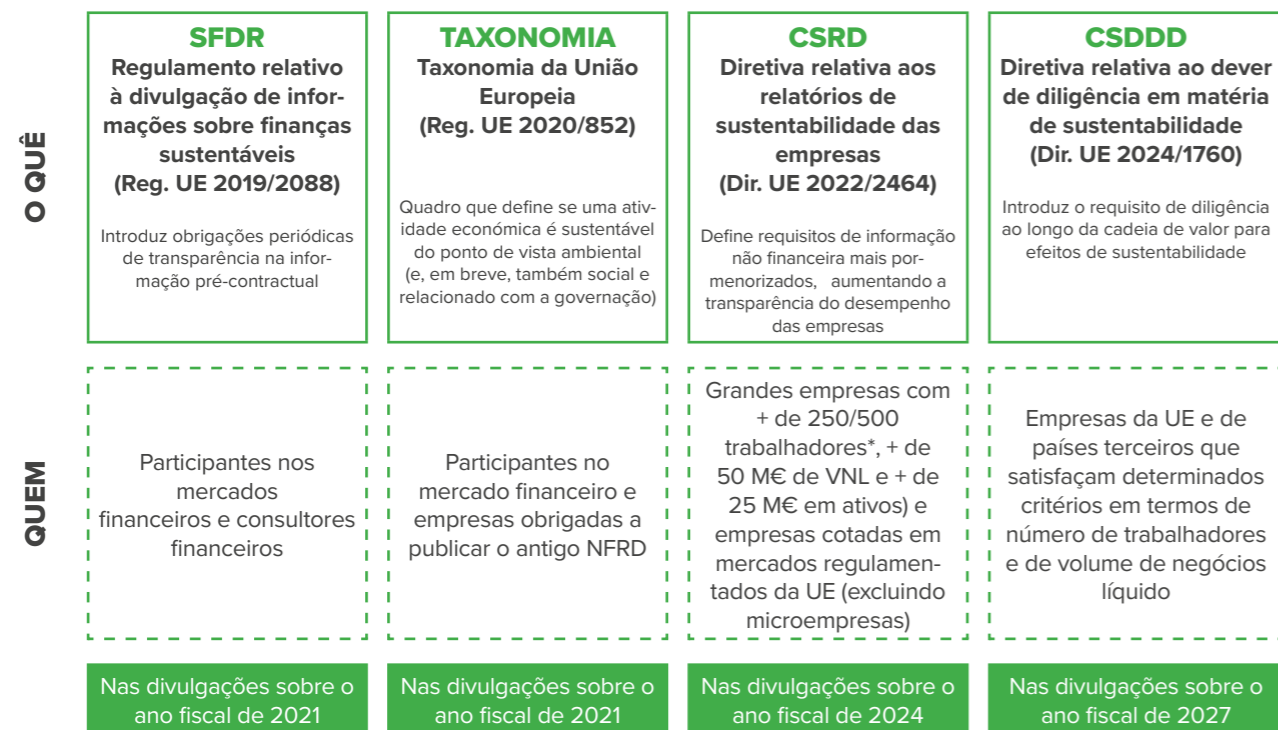 O QUÊ
SFDR
Regulamento relativo
à divulgação de infor-
mações sobre finanças
sustentáveis
(Reg. UE 2019/2088)
Introduz obrigações periódicas
de transparência na infor-
mação pré-contractual
TAXONOMIA
Taxonomia da União
Europeia
(Reg. UE 2020/852)
Quadro que define se uma ativ-
idade económica é sustentável
do ponto de vista ambiental
(e, em breve, também social e
relacionado com a governação)
CSRD
Diretiva relativa aos
relatórios de
sustentabilidade das
empresas
(Dir. UE 2022/2464)
Define requisitos de informação
não financeira mais por-
menorizados, aumentando a
transparência do desempenho
das empresas
CSDDD
Diretiva relativa ao dever
de diligência em matéria
de sustentabilidade
(Dir. UE 2024/1760)
Introduz o requisito de diligência
ao longo da cadeia de valor para
efeitos de sustentabilidade
QUEM
Participantes nos
mercados
financeiros e consultores
financeiros
Participantes no
mercado financeiro e
empresas obrigadas a
publicar o antigo NFRD
Grandes empresas com
+ de 250/500
trabalhadores*, + de
50 M€ de VNL e + de
25 M€ em ativos) e
empresas cotadas em
mercados regulamen-
tados da UE (excluindo
microempresas)
Empresas da UE e de
países terceiros que
satisfaçam determinados
critérios em termos de
número de trabalhadores
e de volume de negócios
líquido
Nas divulgações sobre o
ano fiscal de 2021
Nas divulgações sobre o
ano fiscal de 2021
Nas divulgações sobre o
ano fiscal de 2024
Nas divulgações sobre o
ano fiscal de 2027